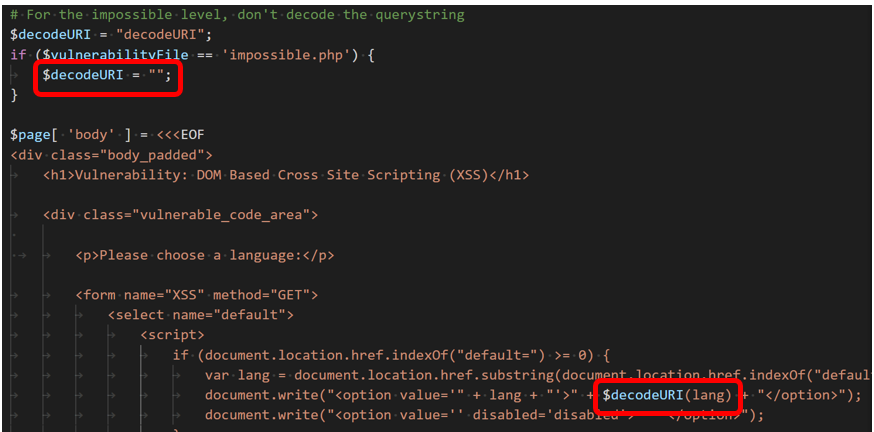 # For the impossible level, don't decode the querystring
$decodeURI = "decodeURI";
if ($vulnerabilityFile == 'impossible.php') {
$decodeURI = "";
}
$page[ 'body' ] = <<<EOF
<div class="body_padded">
<h1>Vulnerability: DOM Based Cross Site Scripting (XSS)</h1>
<div class="vulnerable_code_area">
<p>Please choose a language:</p>
<form name="XSS" method="GET">
<select name="default">
<script>
if (document.location.href.indexOf("default=") >= 0) {
var lang = document.location.href.substring(document.location.href.indexOf("defaul
document.write("<option value='" + lang + "'>" + $decodeURI(lang) + "</option>");
document.write("<option value='' disabled='disabled'>----</option>");